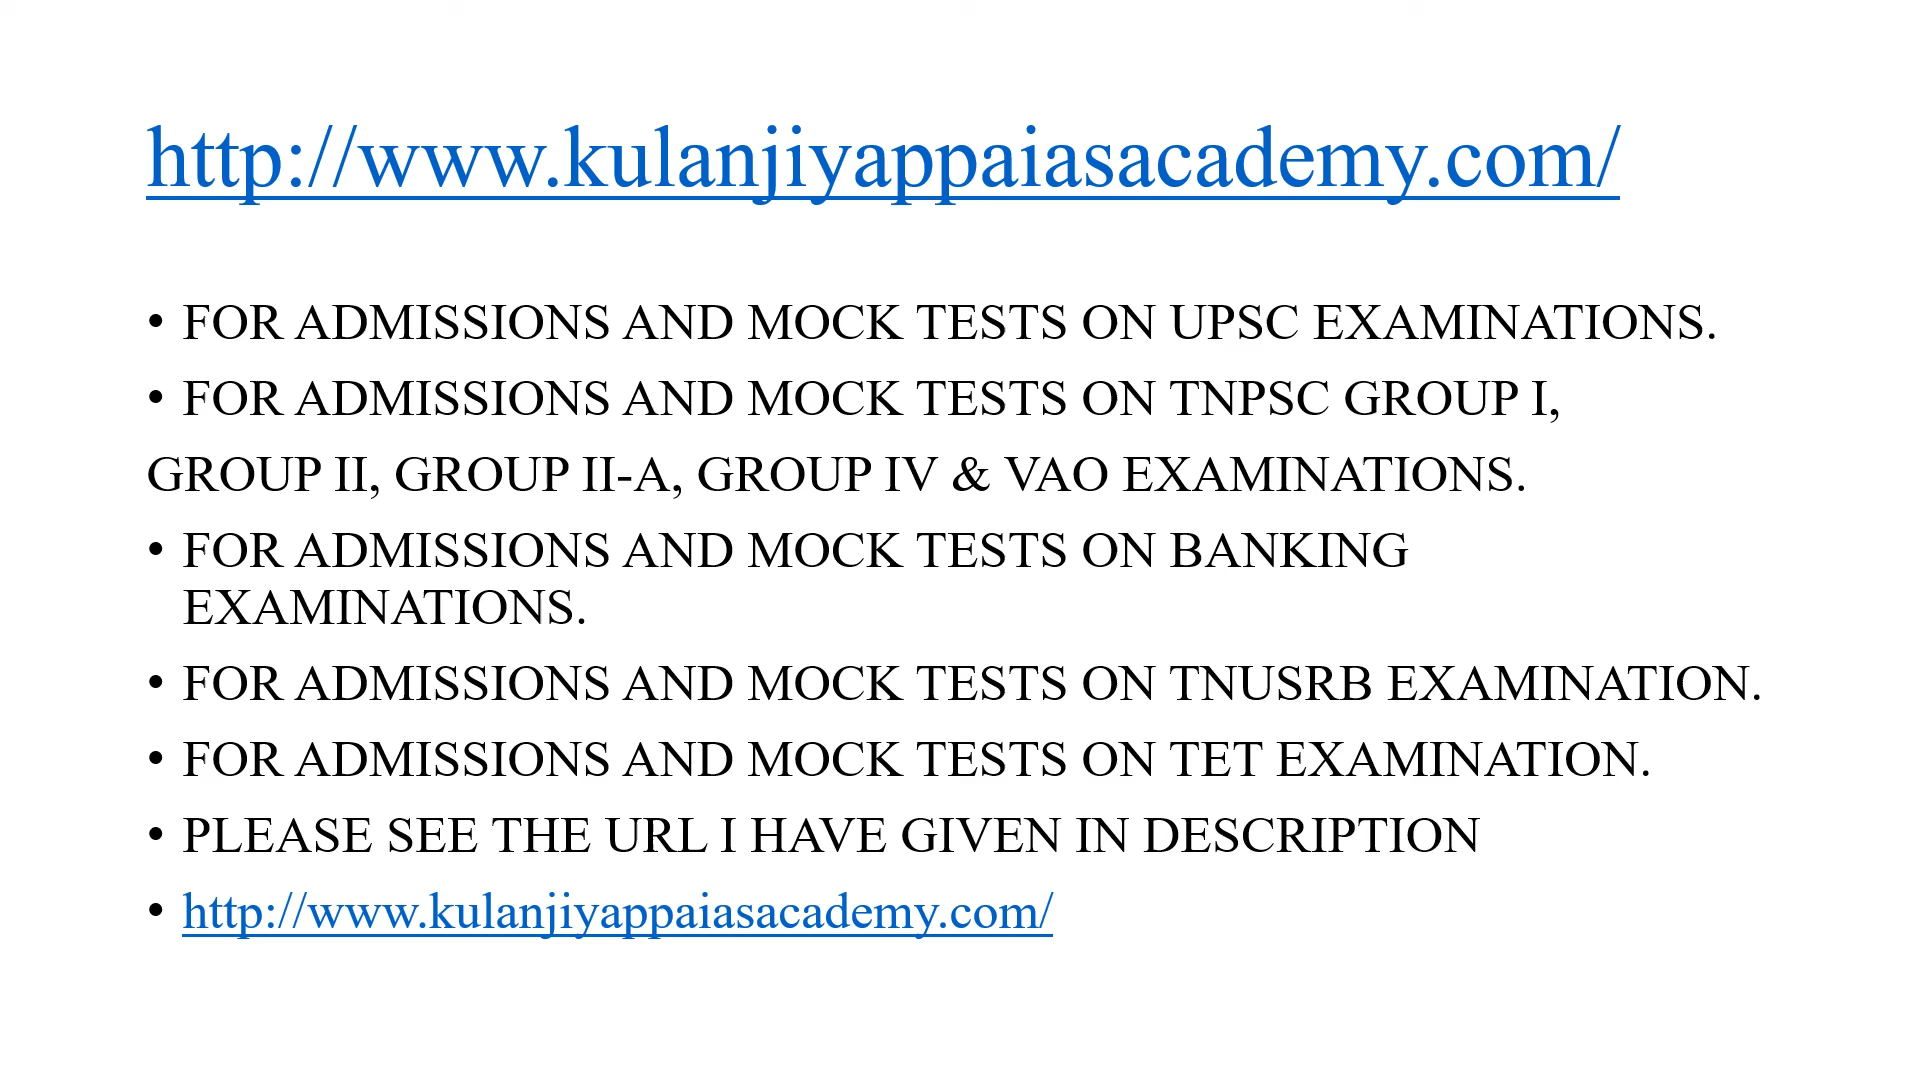 http://www.kulanjiyappaiasacademy.com/
• FOR ADMISSIONS AND MOCK TESTS ON UPSC EXAMINATIONS.
• FOR ADMISSIONS AND MOCK TESTS ON TNPSC GROUP I,
GROUP II, GROUP II-A, GROUP IV & VAO EXAMINATIONS.
• FOR ADMISSIONS AND MOCK TESTS ON BANKING
EXAMINATIONS.
• FOR ADMISSIONS AND MOCK TESTS ON TNUSRB EXAMINATION.
• FOR ADMISSIONS AND MOCK TESTS ON TET EXAMINATION.
• PLEASE SEE THE URL I HAVE GIVEN IN DESCRIPTION
• http://www.kulanjiyappaiasacademy.com/